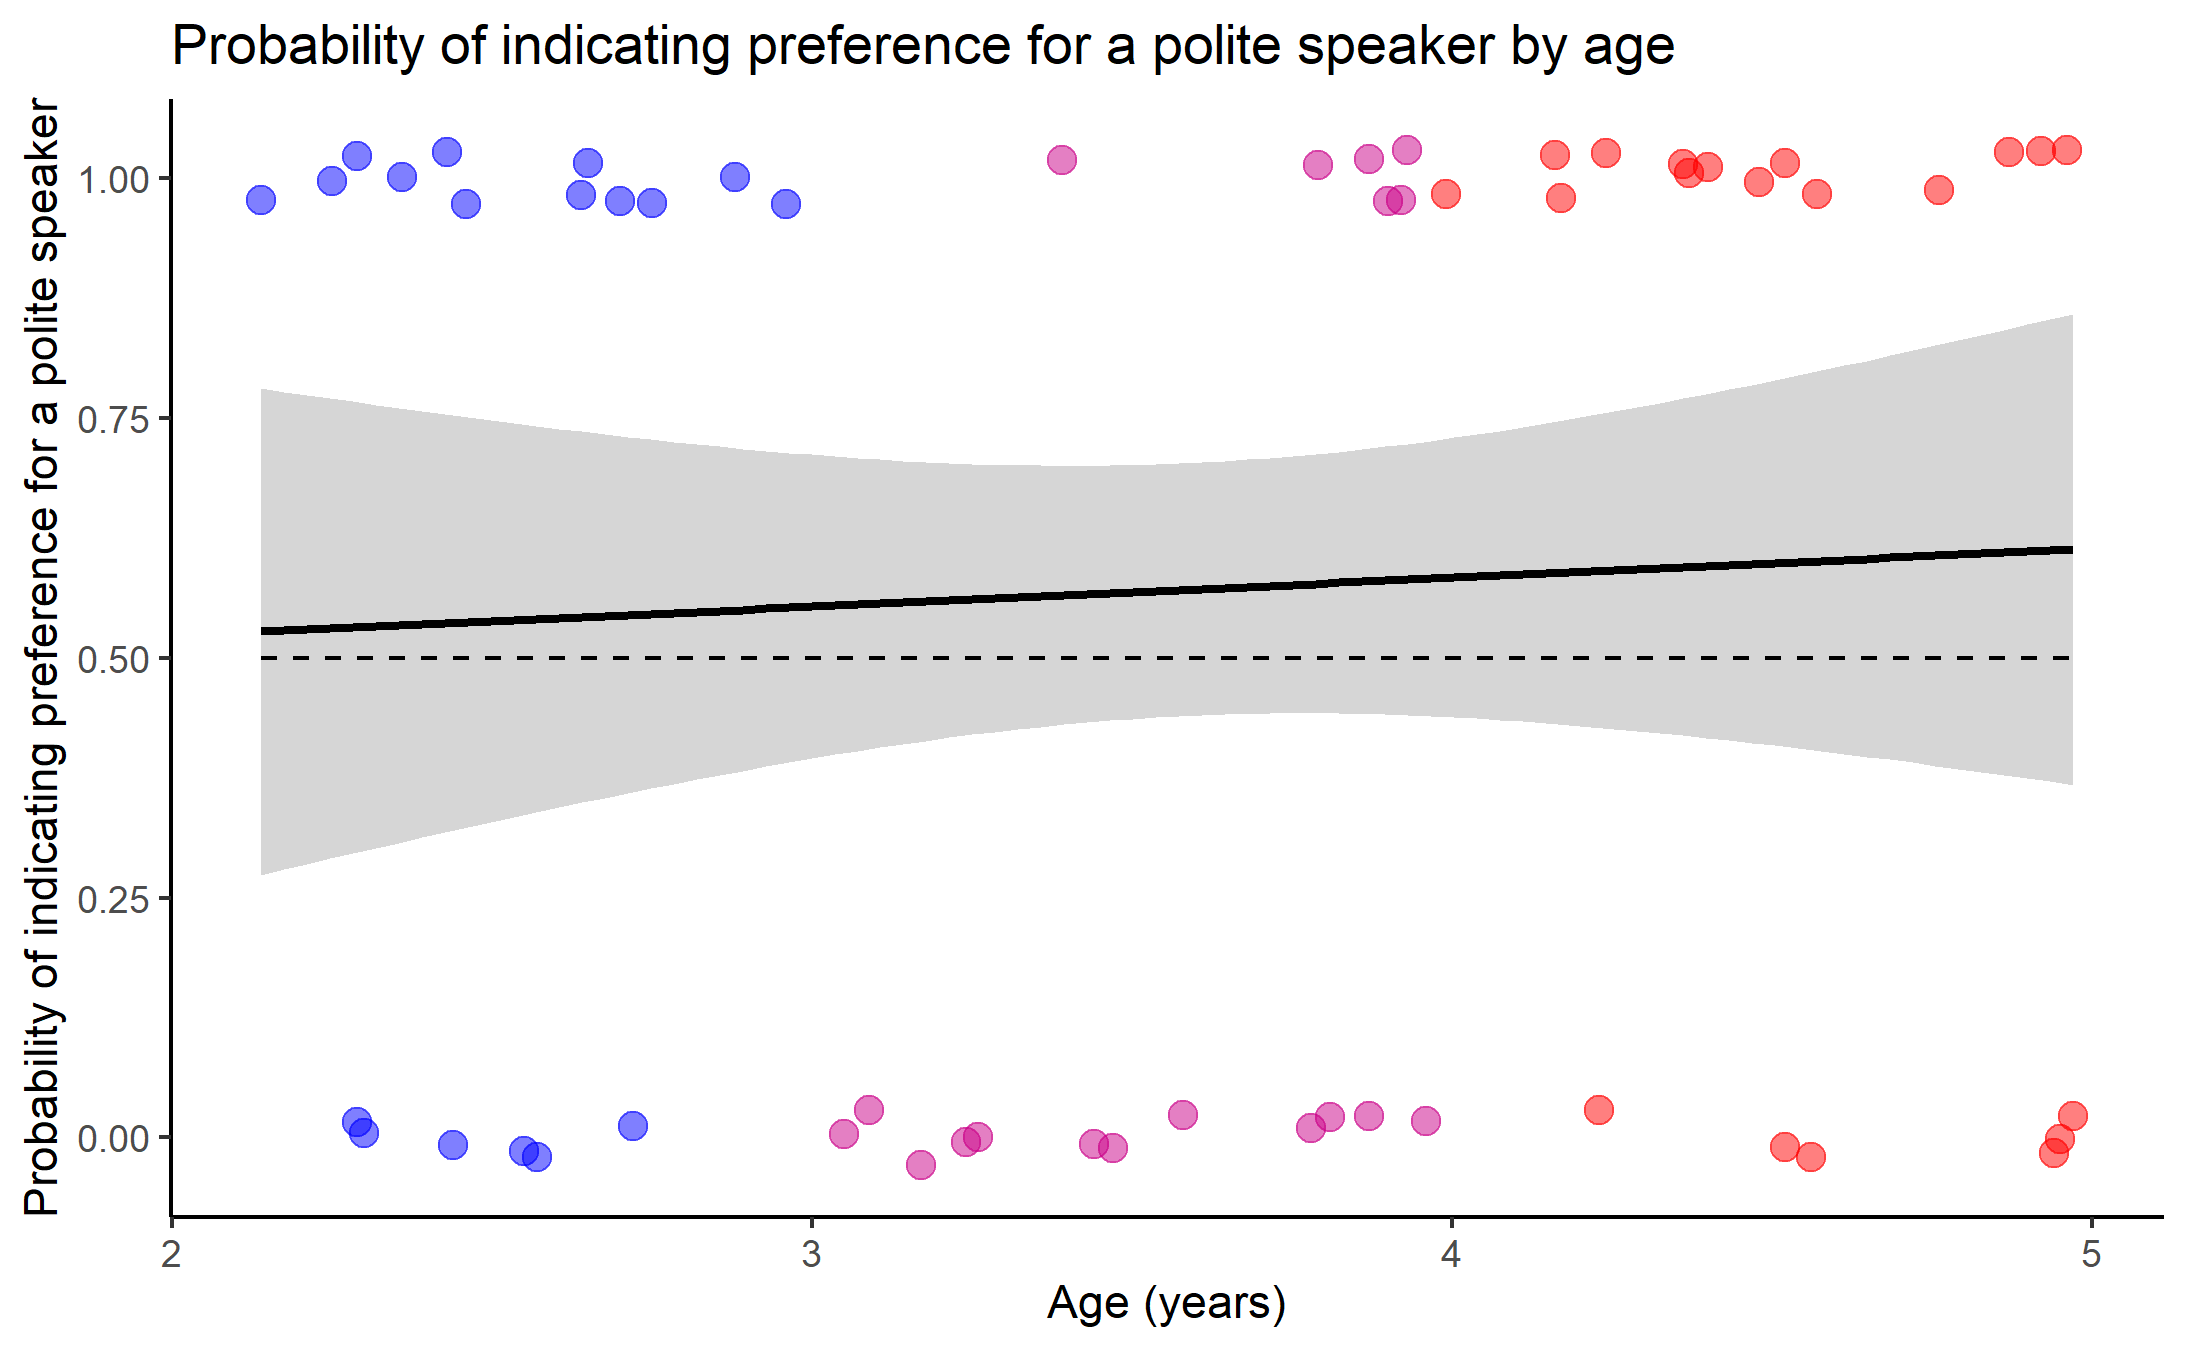 Probability of indicating preference for a polite speaker by age
Probability of indicating preference for a polite speaker
1.00
0.75
0.50
0.25
0.00
2 3 4 5
Age (years)